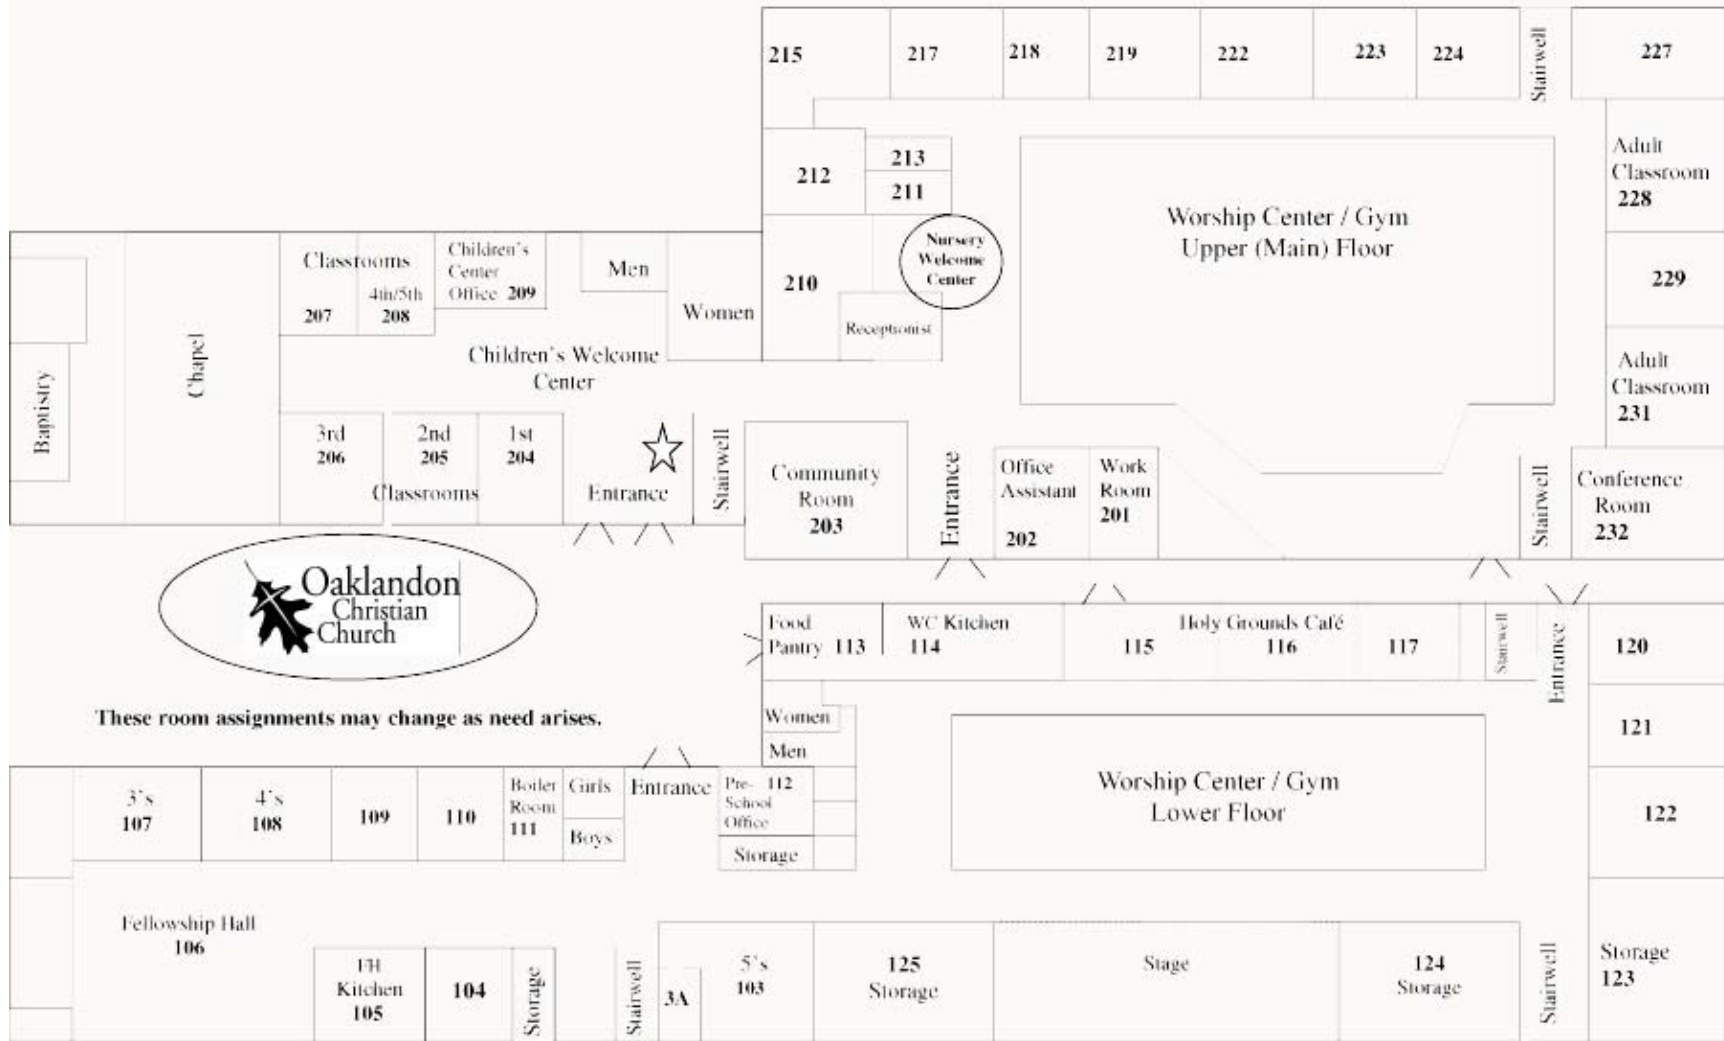 215
217
218
219
222
223
224
Stairwell
227
212
213
211
Nursery
Welcome
Center
210
Receptionist
Worship Center / Gym
Upper (Main) Floor
Adult
Classroom
228
229
Adult
Classroom
231
Baptistry
Chapel
Classrooms
207
4th/5th
208
Children's
Center
Office 209
Men
Women
Children's Welcome
Center
3rd
206
2nd
205
1st
204
Classrooms
Entrance
Stairwell
Community
Room
203
Entrance
Office
Assistant
202
Work
Room
201
Stairwell
Conference
Room
232
Oaklandon
Christian
Church
These room assignments may change as need arises.
Food
Pantry 113
WC Kitchen
114
Holy Grounds Café
115
116
117
Stairwell
Entrance
120
121
122
Women
Men
Worship Center / Gym
Lower Floor
3's
107
4's
108
109
110
Boiler
Room
111
Girls
Boys
Entrance
Pre- 112
School
Office
Storage
Fellowship Hall
106
FH
Kitchen
105
104
Storage
Stairwell
3A
5's
103
125
Storage
Stage
124
Storage
Stairwell
Storage
123